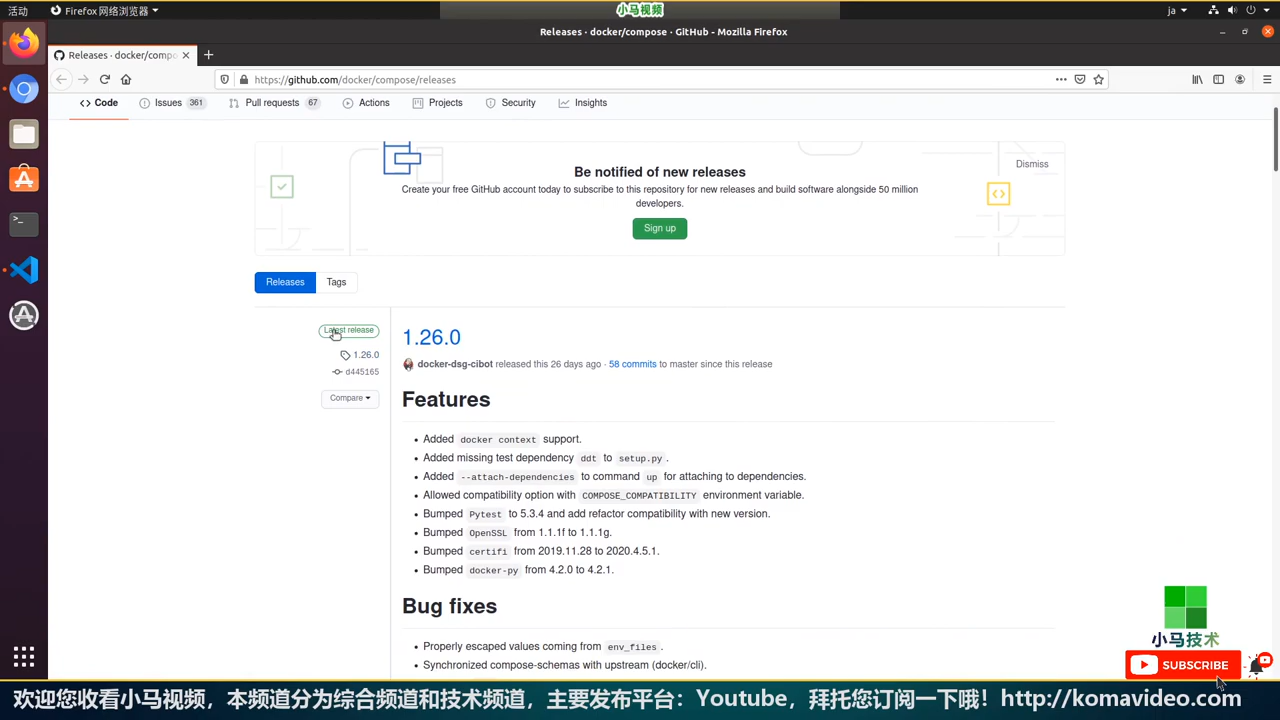 活动
Firefox 网络浏览器
小马视频
ja
Releases · docker/compose · GitHub - Mozilla Firefox
Releases · docker/compo
https://github.com/docker/compose/releases
Code
Issues 361
Pull requests 67
Actions
Projects
Security
Insights
Be notified of new releases
Dismiss
Create your free GitHub account today to subscribe to this repository for new releases and build software alongside 50 million
developers.
Sign up
Releases
Tags
Latest release
1.26.0
d445165
Compare
1.26.0
docker-dsg-cibot released this 26 days ago · 58 commits to master since this release
Features
Added docker context support.
Added missing test dependency ddt to setup.py.
Added --attach-dependencies to command up for attaching to dependencies.
Allowed compatibility option with COMPOSE_COMPATIBILITY environment variable.
Bumped Pytest to 5.3.4 and add refactor compatibility with new version.
Bumped OpenSSL from 1.1.1f to 1.1.1g.
Bumped certifi from 2019.11.28 to 2020.4.5.1.
Bumped docker-py from 4.2.0 to 4.2.1.
Bug fixes
Properly escaped values coming from env_files.
Synchronized compose-schemas with upstream (docker/cli).
小马技术
SUBSCRIBE
欢迎您收看小马视频，本频道分为综合频道和技术频道，主要发布平台：Youtube，拜托您订阅一下哦！http://komavideo.com